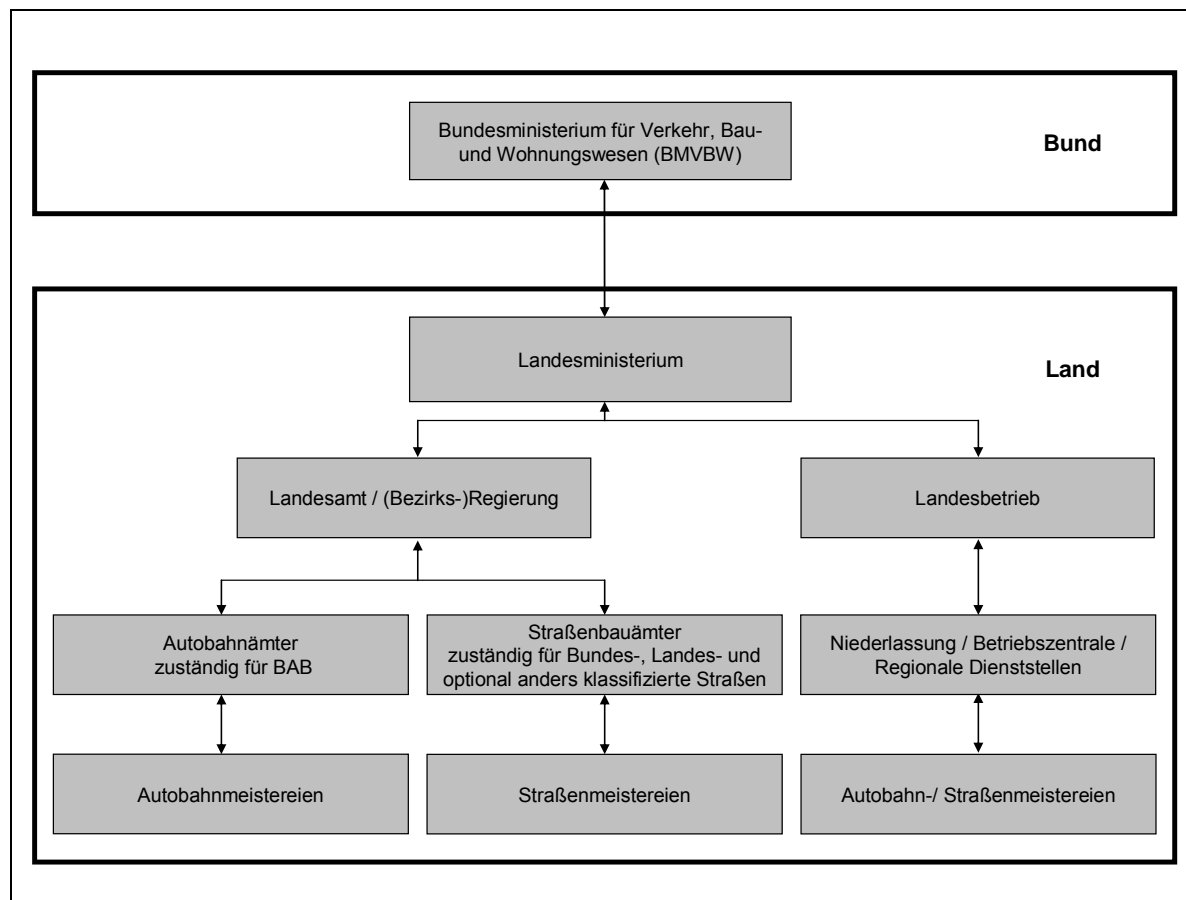 Bundesministerium für Verkehr, Bau-
und Wohnungswesen (BMVBW)
Bund
Landesministerium
Land
Landesamt / (Bezirks-)Regierung
Landesbetrieb
Autobahnämter
zuständig für BAB
Straßenbauämter
zuständig für Bundes-, Landes- und
optional anders klassifizierte Straßen
Niederlassung / Betriebszentrale /
Regionale Dienststellen
Autobahnmeistereien
Straßenmeistereien
Autobahn-/ Straßenmeistereien